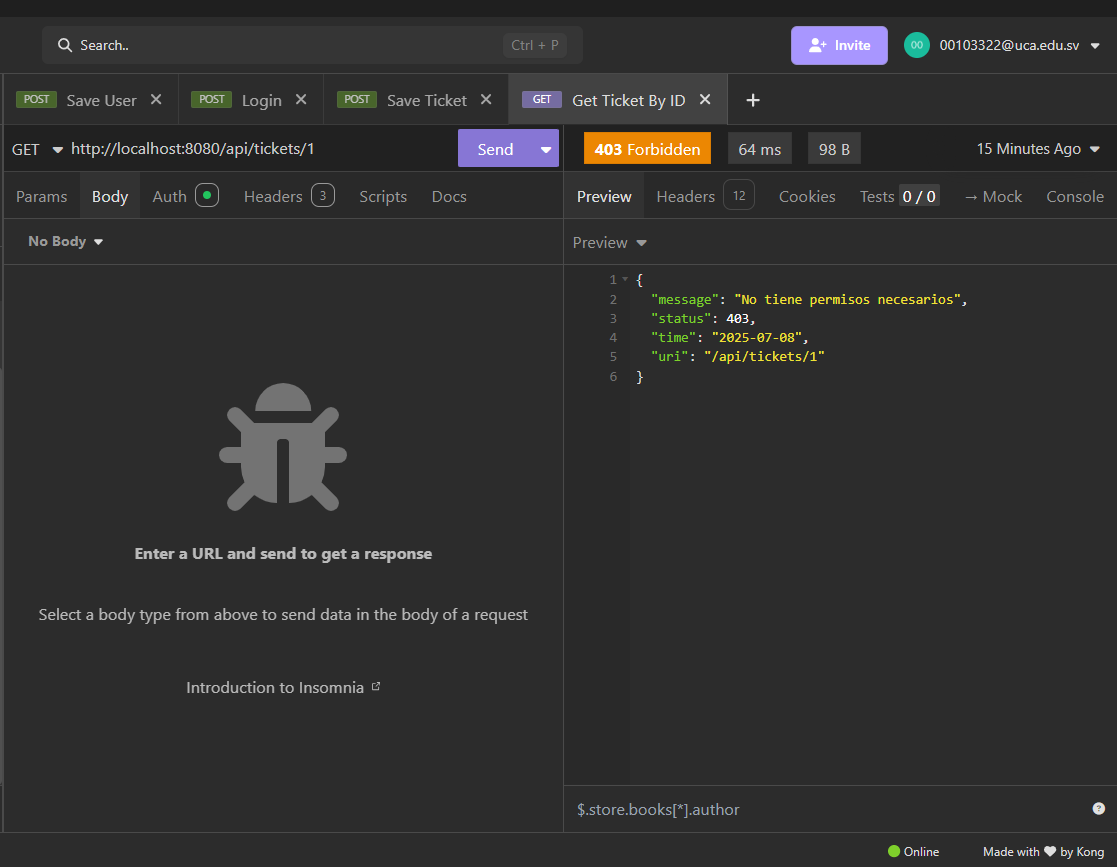 Search..
Ctrl + P
Invite
00
00103322@uca.edu.sv
POST Save User
POST Login
POST Save Ticket
GET Get Ticket By ID
GET http://localhost:8080/api/tickets/1
Send
403 Forbidden
64 ms
98 B
15 Minutes Ago
Params Body Auth Headers 3 Scripts Docs
Preview Headers 12 Cookies Tests 0 / 0 → Mock Console
No Body
Preview
Enter a URL and send to get a response
Select a body type from above to send data in the body of a request
Introduction to Insomnia
1 {
2 "message": "No tiene permisos necesarios",
3 "status": 403,
4 "time": "2025-07-08",
5 "uri": "/api/tickets/1"
6 }
$.store.books[*].author
?
Online
Made with ♥ by Kong